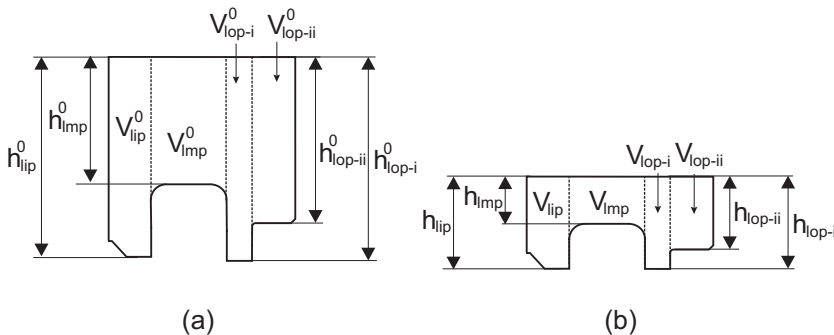 V⁰lop-i V⁰lop-ii
h⁰lip h⁰lmp V⁰lip V⁰lmp h⁰lop-ii h⁰lop-i
Vlop-i Vlop-ii
hlip hlmp Vlip Vlmp hlop-ii hlop-i
(a) (b)